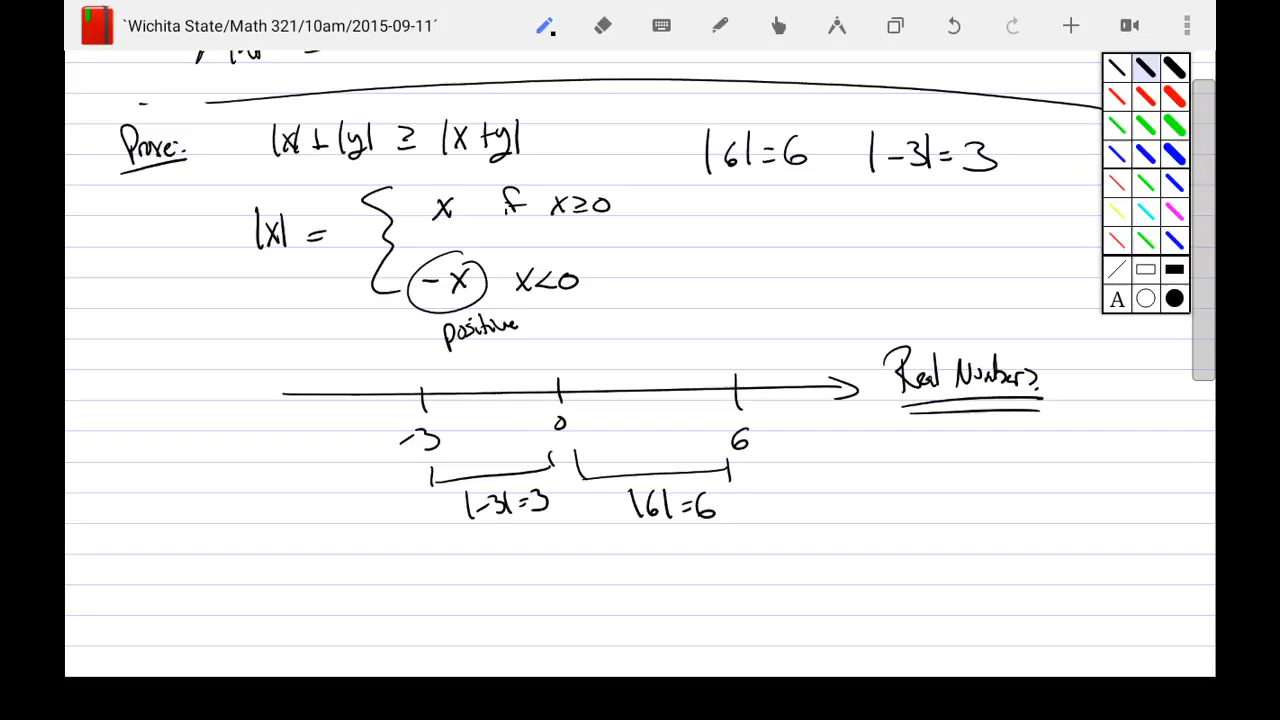 `Wichita State/Math 321/10am/2015-09-11´
Prove: |x| + |y| ≥ |x+y| |6|=6 |-3|=3
|x| = { x if x≥0
-x x<0
positive
Real Numbers
-3 0 6
|-3|=3 |6|=6
A